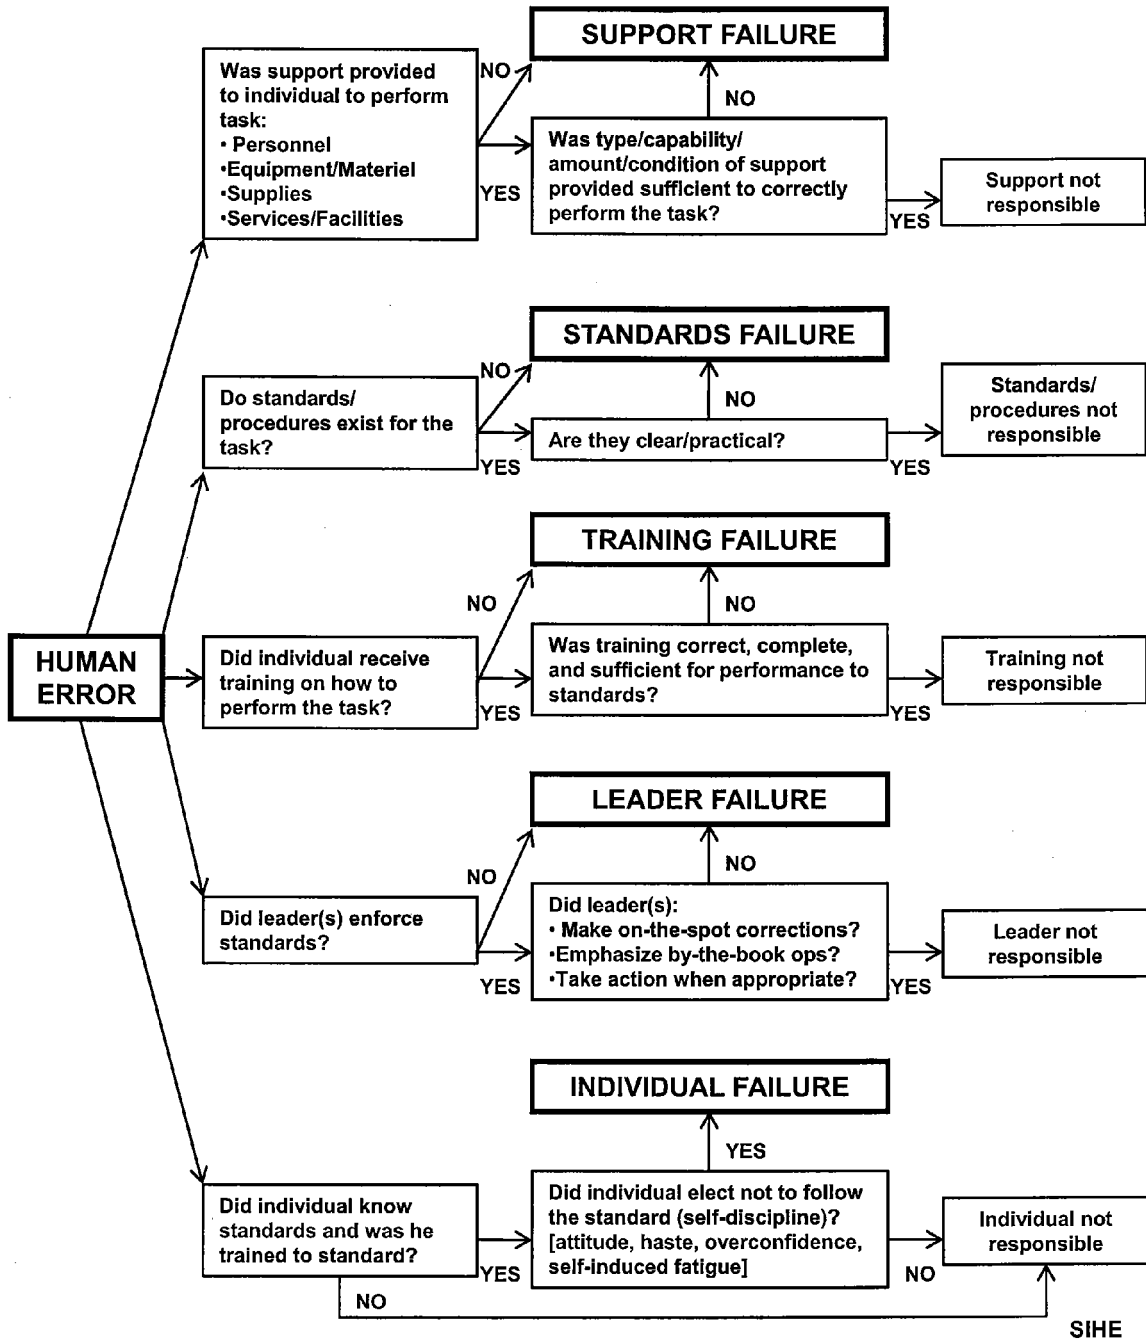 SUPPORT FAILURE
Was support provided
to individual to perform
task:
• Personnel
•Equipment/Materiel
•Supplies
•Services/Facilities
NO
YES
NO
Was type/capability/
amount/condition of support
provided sufficient to correctly
perform the task?
YES
Support not
responsible
STANDARDS FAILURE
Do standards/
procedures exist for the
task?
NO
YES
NO
Are they clear/practical?
YES
Standards/
procedures not
responsible
TRAINING FAILURE
HUMAN
ERROR
Did individual receive
training on how to
perform the task?
NO
YES
NO
Was training correct, complete,
and sufficient for performance to
standards?
YES
Training not
responsible
LEADER FAILURE
Did leader(s) enforce
standards?
NO
YES
NO
Did leader(s):
• Make on-the-spot corrections?
•Emphasize by-the-book ops?
•Take action when appropriate?
YES
Leader not
responsible
INDIVIDUAL FAILURE
Did individual know
standards and was he
trained to standard?
YES
YES
Did individual elect not to follow
the standard (self-discipline)?
[attitude, haste, overconfidence,
self-induced fatigue]
NO
Individual not
responsible
NO
SIHE